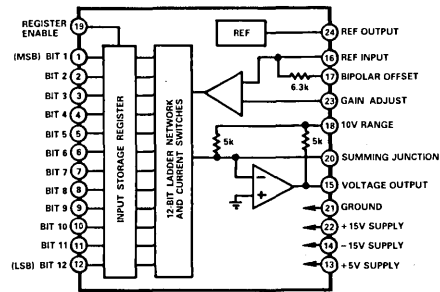 REGISTER
ENABLE 19
(MSB) BIT 1 1
BIT 2 2
BIT 3 3
BIT 4 4
BIT 5 5
BIT 6 6
BIT 7 7
BIT 8 8
BIT 9 9
BIT 10 10
BIT 11 11
(LSB) BIT 12 12
INPUT STORAGE REGISTER
12-BIT LADDER NETWORK
AND CURRENT SWITCHES
REF
6.3k
5k
5k
−
+
24 REF OUTPUT
16 REF INPUT
17 BIPOLAR OFFSET
23 GAIN ADJUST
18 10V RANGE
20 SUMMING JUNCTION
15 VOLTAGE OUTPUT
21 GROUND
22 +15V SUPPLY
14 −15V SUPPLY
13 +5V SUPPLY